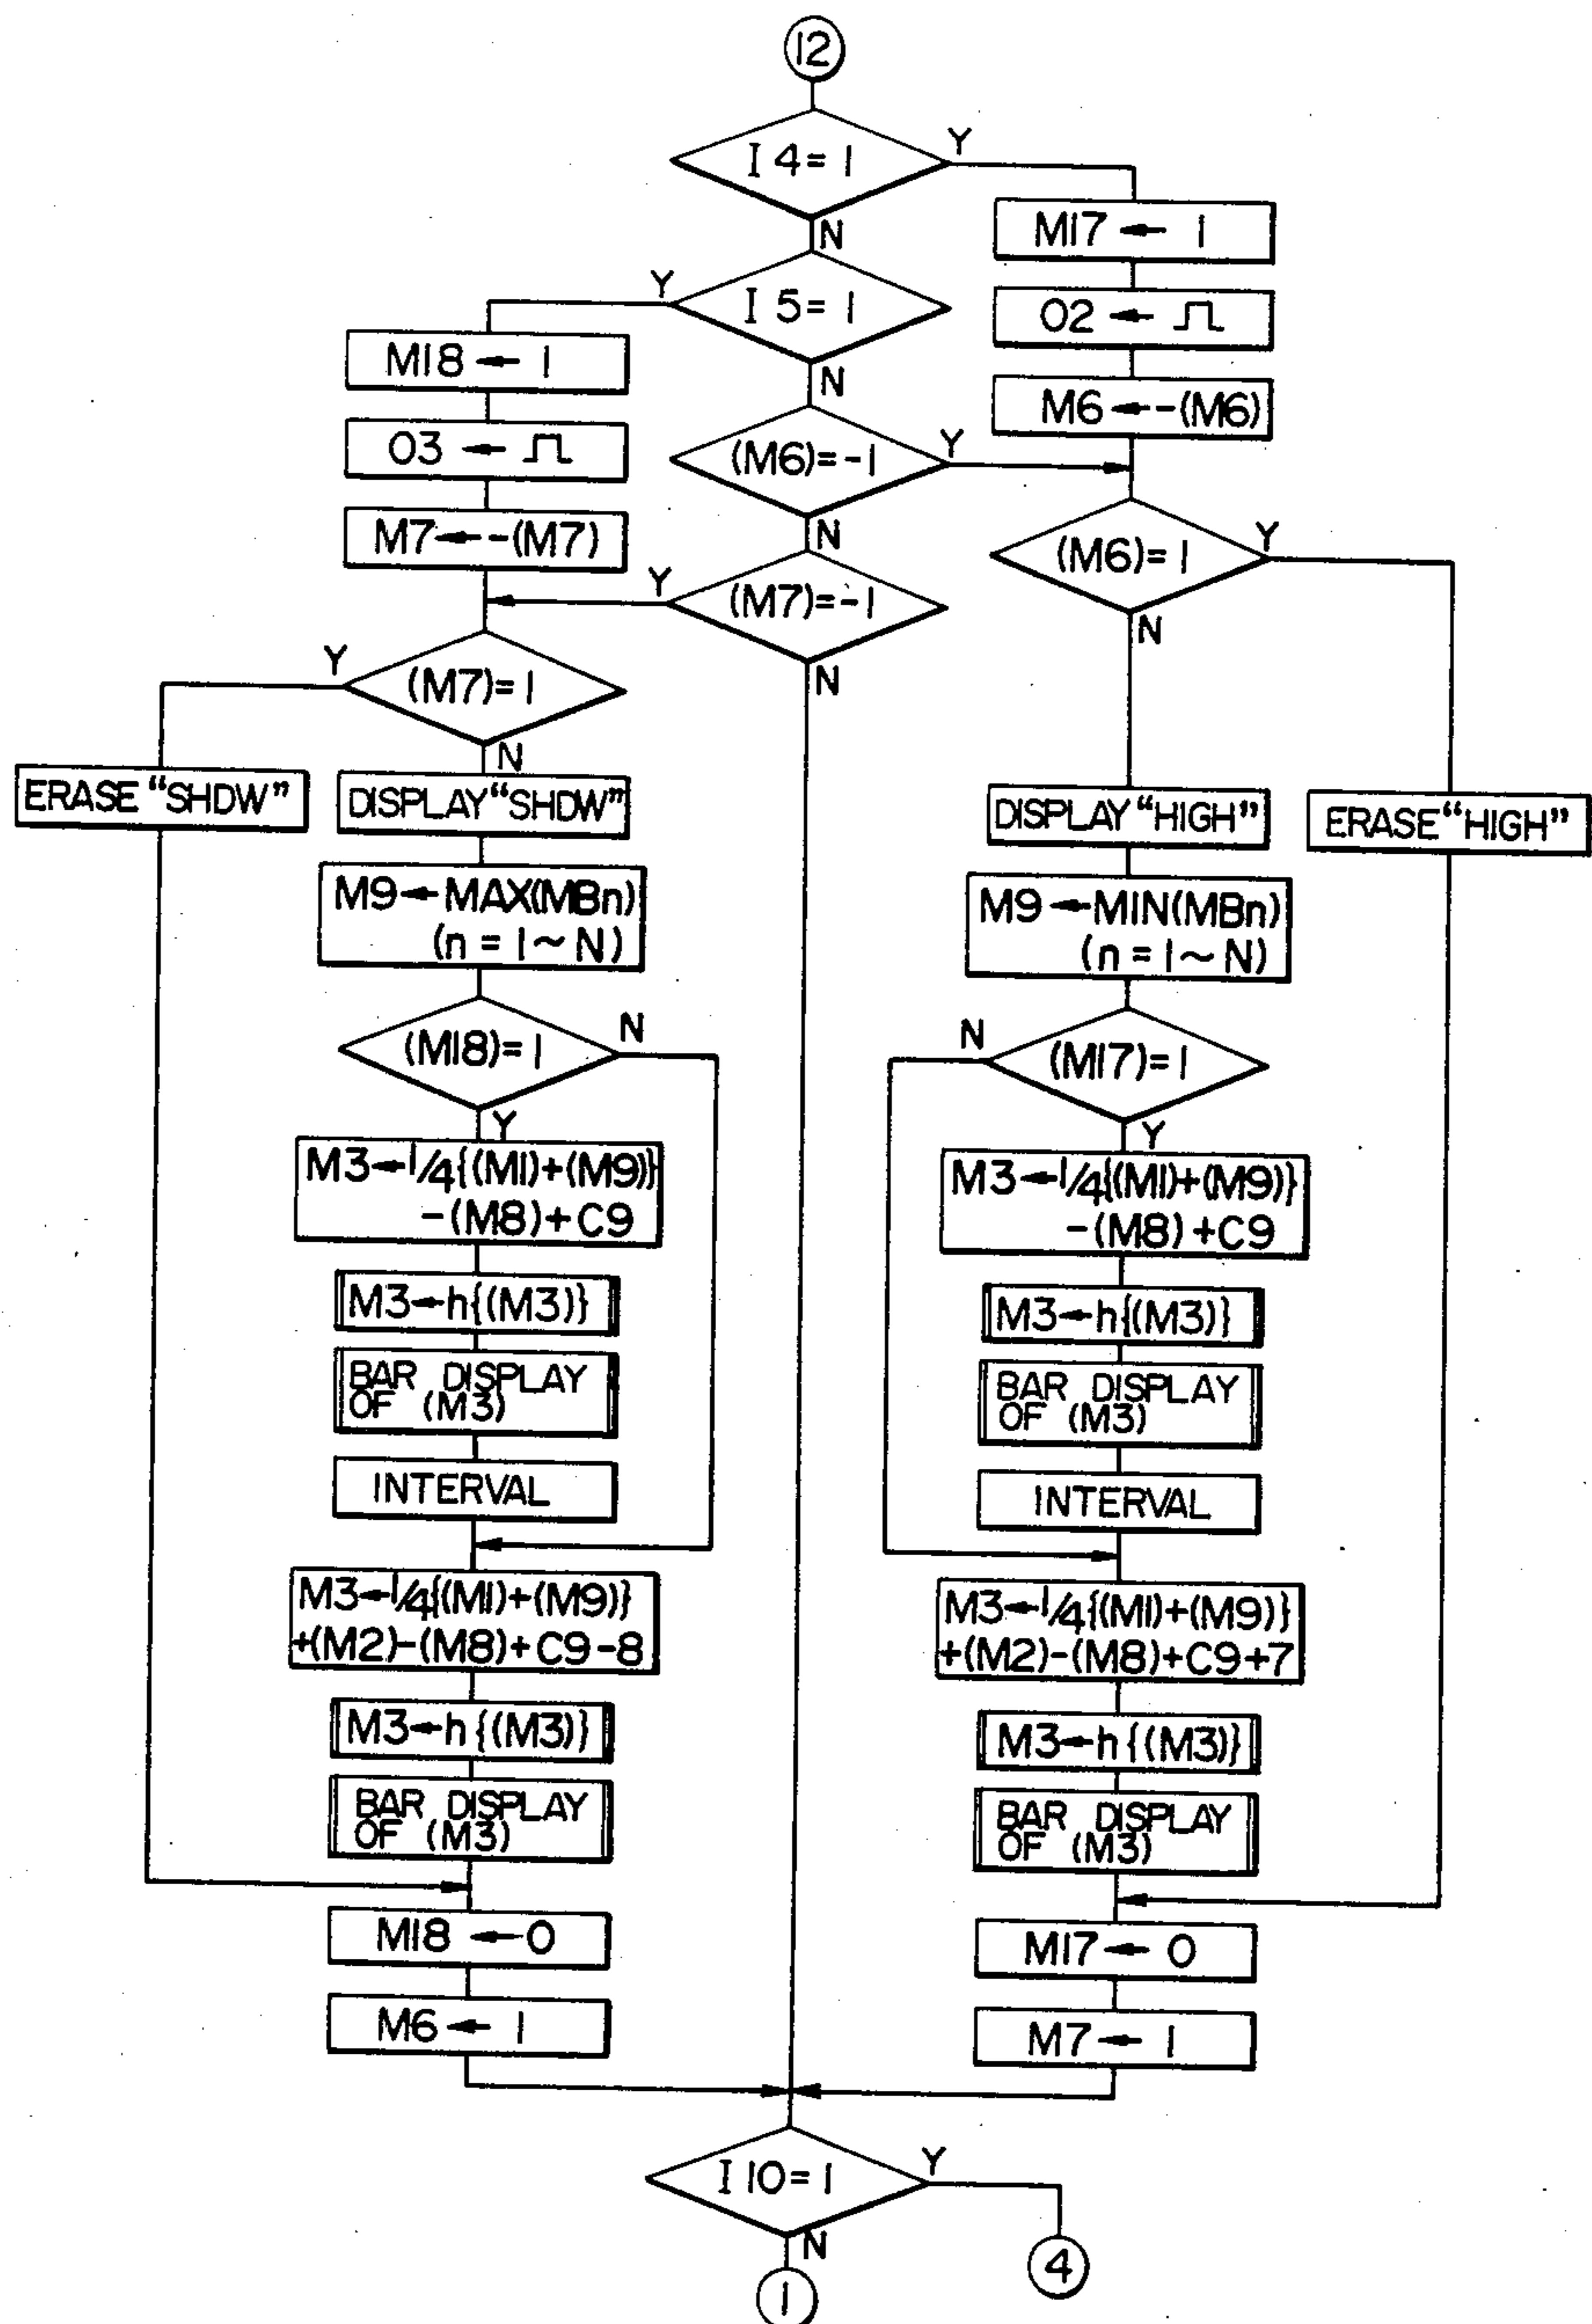 12
I 4 = 1
Y
N
M17 ← 1
O2 ←
M6 ← -(M6)
I 5 = 1
Y
N
M18 ← 1
O3 ←
M7 ← -(M7)
(M6) = -1
Y
N
(M7) = -1
Y
N
(M6) = 1
Y
N
(M7) = 1
Y
N
ERASE “SHDW”
DISPLAY “SHDW”
M9 ← MAX(MBn)
(n = 1 ~ N)
(M18) = 1
N
Y
M3 ← 1/4{(M1)+(M9)}
-(M8)+C9
M3 ← h{(M3)}
BAR DISPLAY
OF (M3)
INTERVAL
M3 ← 1/4{(M1)+(M9)}
+(M2)-(M8)+C9-8
M3 ← h{(M3)}
BAR DISPLAY
OF (M3)
M18 ← 0
M6 ← 1
DISPLAY “HIGH”
ERASE “HIGH”
M9 ← MIN(MBn)
(n = 1 ~ N)
(M17) = 1
N
Y
M3 ← 1/4{(M1)+(M9)}
-(M8)+C9
M3 ← h{(M3)}
BAR DISPLAY
OF (M3)
INTERVAL
M3 ← 1/4{(M1)+(M9)}
+(M2)-(M8)+C9+7
M3 ← h{(M3)}
BAR DISPLAY
OF (M3)
M17 ← 0
M7 ← 1
I 10 = 1
Y
N
4
1